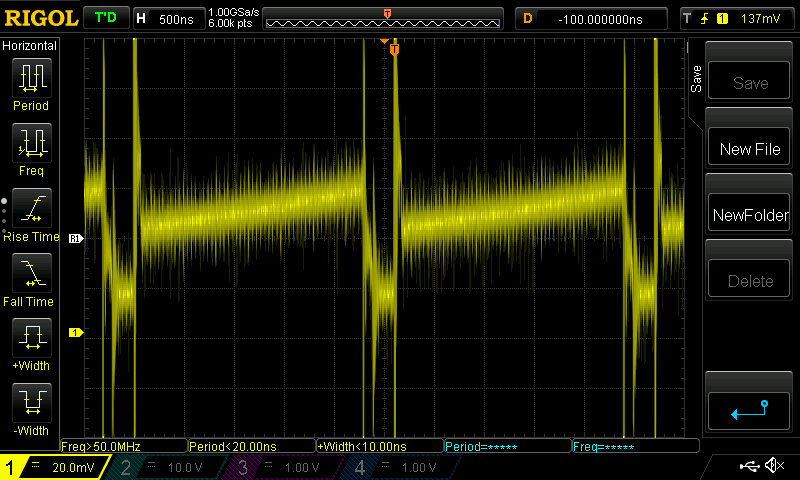 RIGOL T'D H 500ns 1.00GSa/s 6.00k pts T D -100.000000ns T 1 137mV
Horizontal
Period
Freq
Rise Time
Fall Time
+Width
-Width
T
R1
1
Save
Save
New File
NewFolder
Delete
Freq>50.0MHz Period<20.00ns +Width<10.00ns Period=***** Freq=*****
1 20.0mV 2 10.0 V 3 1.00 V 4 1.00 V